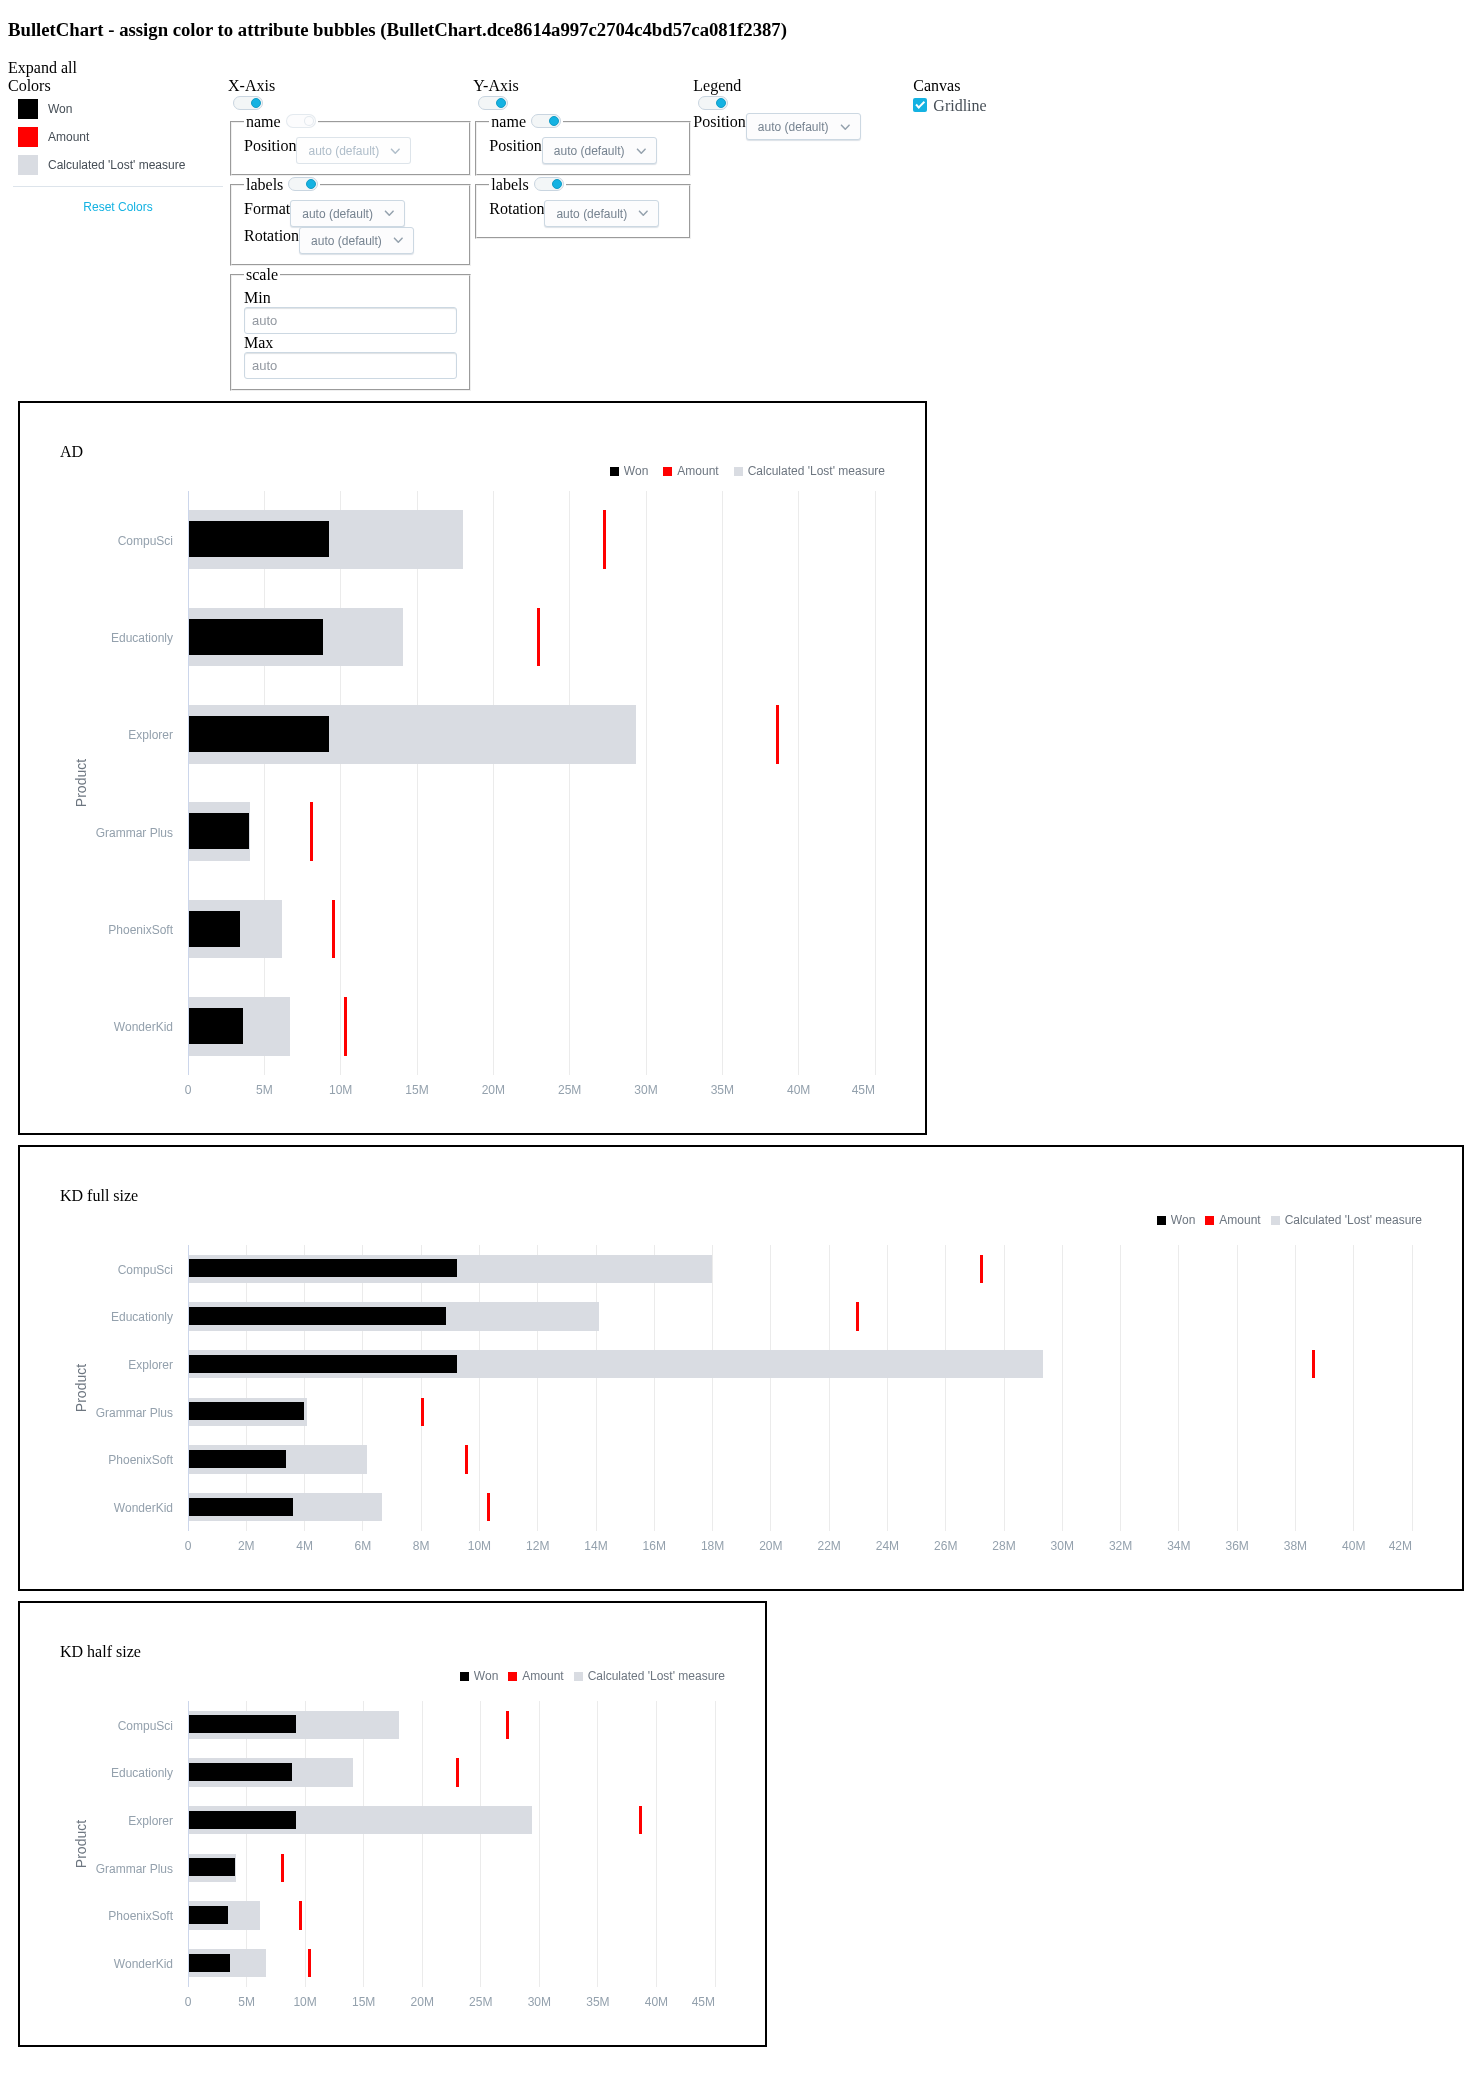 BulletChart - assign color to attribute bubbles (BulletChart.dce8614a997c2704c4bd57ca081f2387)
Expand all
Colors
Won
Amount
Calculated 'Lost' measure
Reset Colors
X-Axis
name
Position auto (default)
labels
Format auto (default)
Rotation auto (default)
scale
Min
auto
Max
auto
Y-Axis
name
Position auto (default)
labels
Rotation auto (default)
Legend
Position auto (default)
Canvas
Gridline
AD
Won Amount Calculated 'Lost' measure
Product
CompuSci
Educationly
Explorer
Grammar Plus
PhoenixSoft
WonderKid
0 5M 10M 15M 20M 25M 30M 35M 40M 45M
KD full size
Won Amount Calculated 'Lost' measure
Product
CompuSci
Educationly
Explorer
Grammar Plus
PhoenixSoft
WonderKid
0 2M 4M 6M 8M 10M 12M 14M 16M 18M 20M 22M 24M 26M 28M 30M 32M 34M 36M 38M 40M 42M
KD half size
Won Amount Calculated 'Lost' measure
Product
CompuSci
Educationly
Explorer
Grammar Plus
PhoenixSoft
WonderKid
0 5M 10M 15M 20M 25M 30M 35M 40M 45M